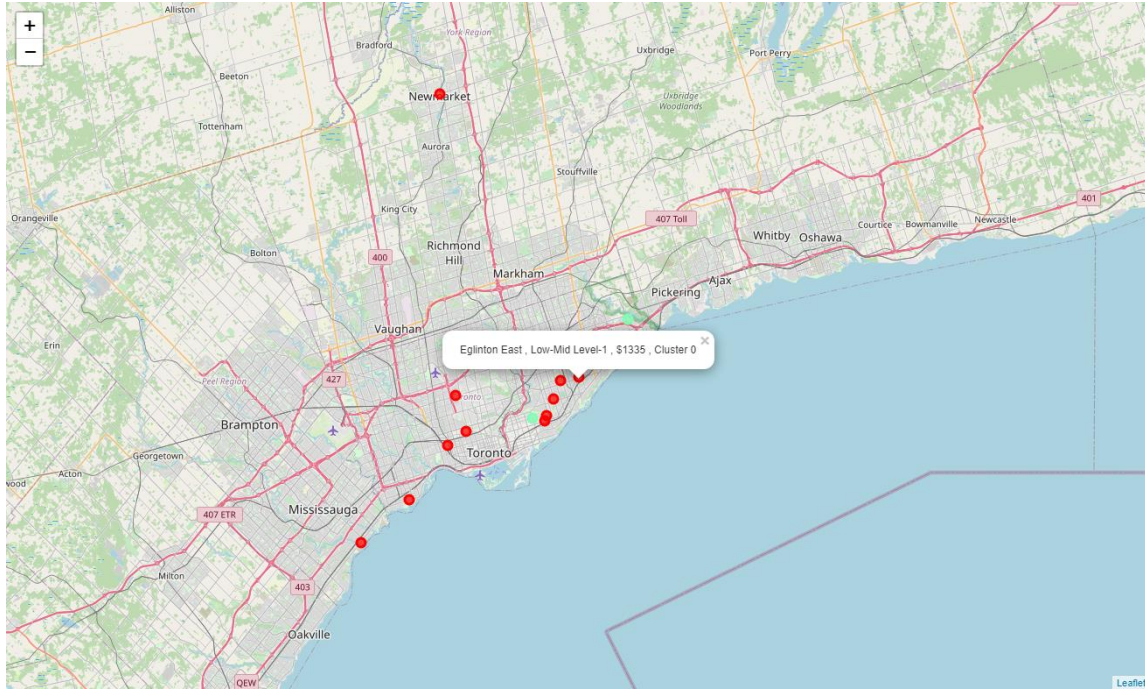 Alliston
+
−
York Region
Bradford
Uxbridge
Port Perry
Beeton
Newmarket
Uxbridge
Woodlands
Tottenham
Aurora
Stouffville
King City
401
Orangeville
407 Toll
Newcastle
Courtice
Bowmanville
Whitby
Oshawa
Richmond
Hill
Bolton
400
Markham
Ajax
Pickering
Vaughan
Erin
Eglinton East , Low-Mid Level-1 , $1335 , Cluster 0
×
Peel Region
427
Brampton
Toronto
Georgetown
Acton
407 ETR
Mississauga
Milton
403
Oakville
QEW
Leaflet